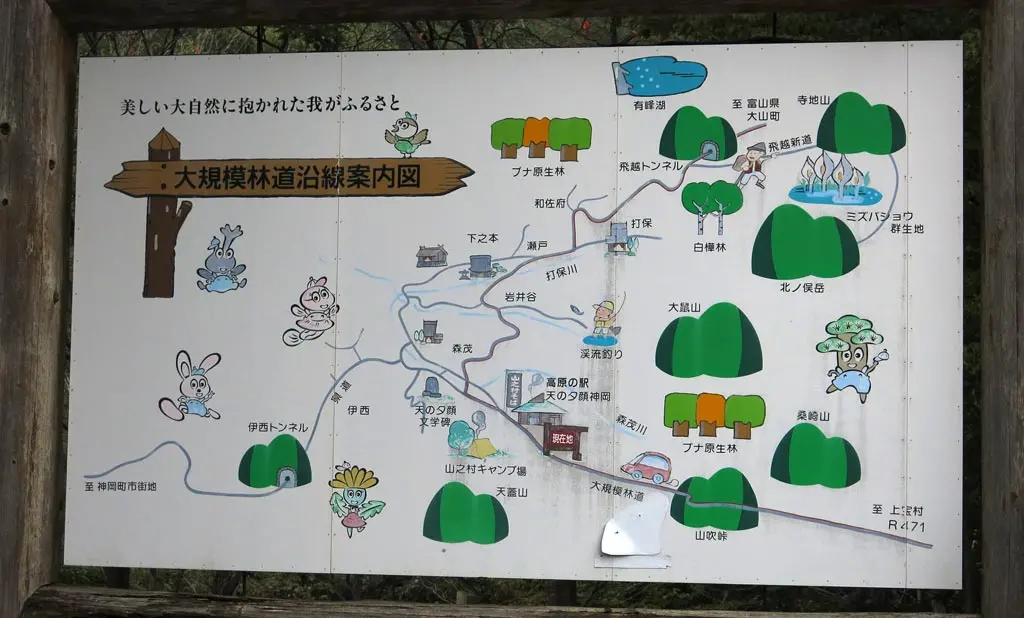 美しい大自然に抱かれた我がふるさと
大規模林道沿線案内図
有峰湖
至 富山県
大山町
寺地山
飛越新道
飛越トンネル
ブナ原生林
和佐府
打保
白樺林
ミズバショウ
群生地
下之本
瀬戸
打保川
北ノ俣岳
岩井谷
大鼠山
渓流釣り
森茂
山之村そば
高原の駅
天の夕顔神岡
天の夕顔
文学碑
伊西
森茂川
現在地
伊西トンネル
ブナ原生林
桑崎山
山之村キャンプ場
至 神岡町市街地
天蓋山
大規模林道
山吹峠
至 上宝村
R471